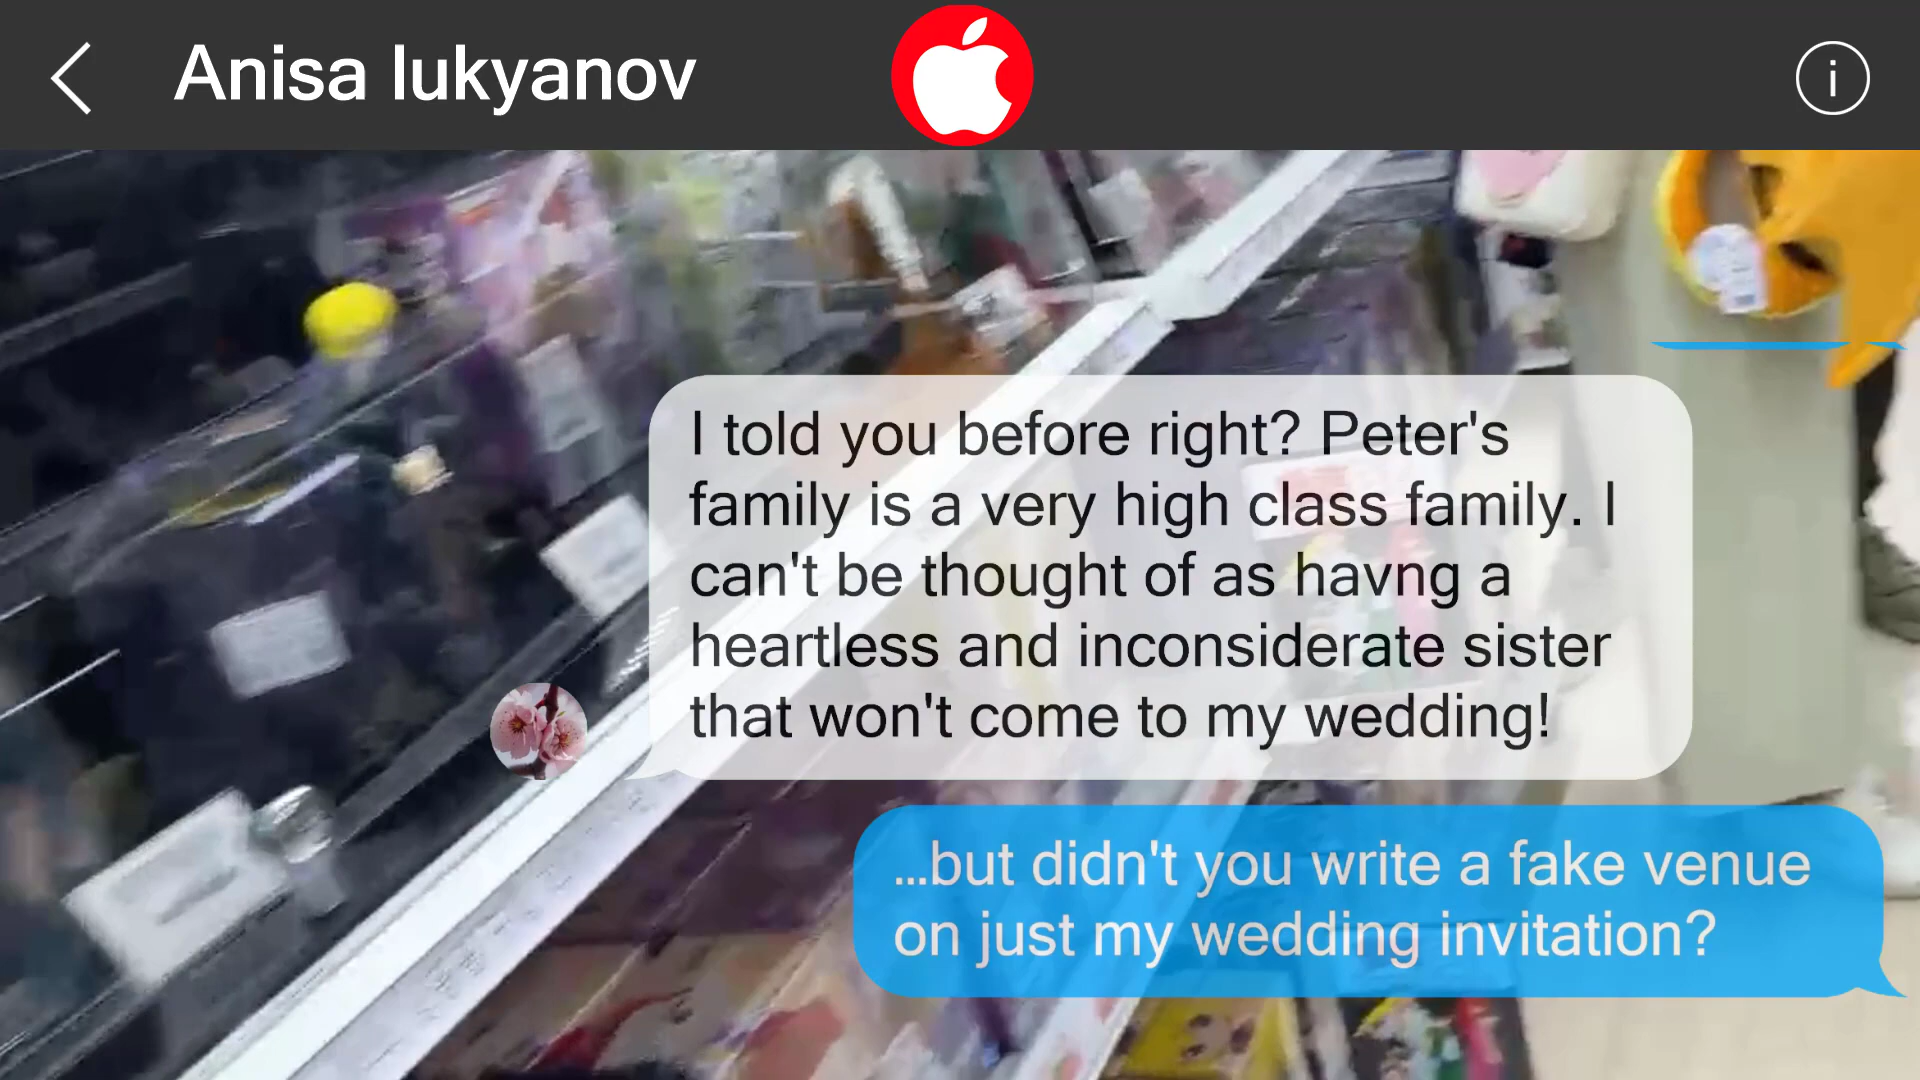 Anisa lukyanov
I told you before right? Peter's
family is a very high class family. I
can't be thought of as havng a
heartless and inconsiderate sister
that won't come to my wedding!
...but didn't you write a fake venue
on just my wedding invitation?